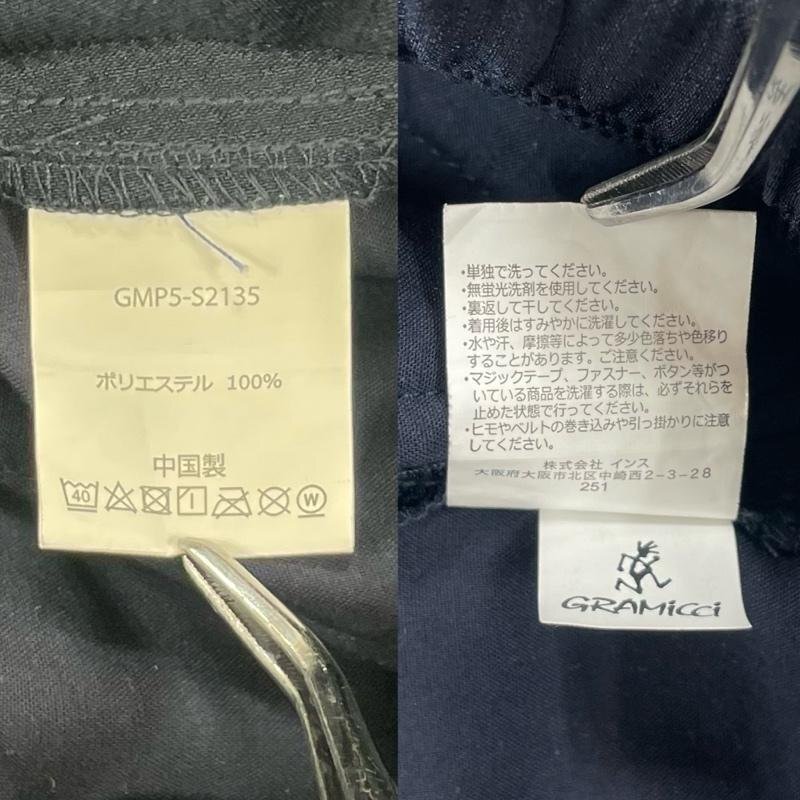 GMP5-S2135
ポリエステル 100%
中国製
40
W
・単独で洗ってください。
・無蛍光洗剤を使用してください。
・裏返して干してください。
・着用後はすみやかに洗濯してください。
・水や汗、摩擦等によって多少色落ちや色移り
することがあります。ご注意ください。
・マジックテープ、ファスナー、ボタン等がつ
いている商品を洗濯する際は、必ずそれらを
止めた状態で行ってください。
・ヒモやベルトの巻き込みや引っ掛かりに注意
してください。
株式会社 インス
大阪府大阪市北区中崎西2-3-28
251
GRAMiCCi